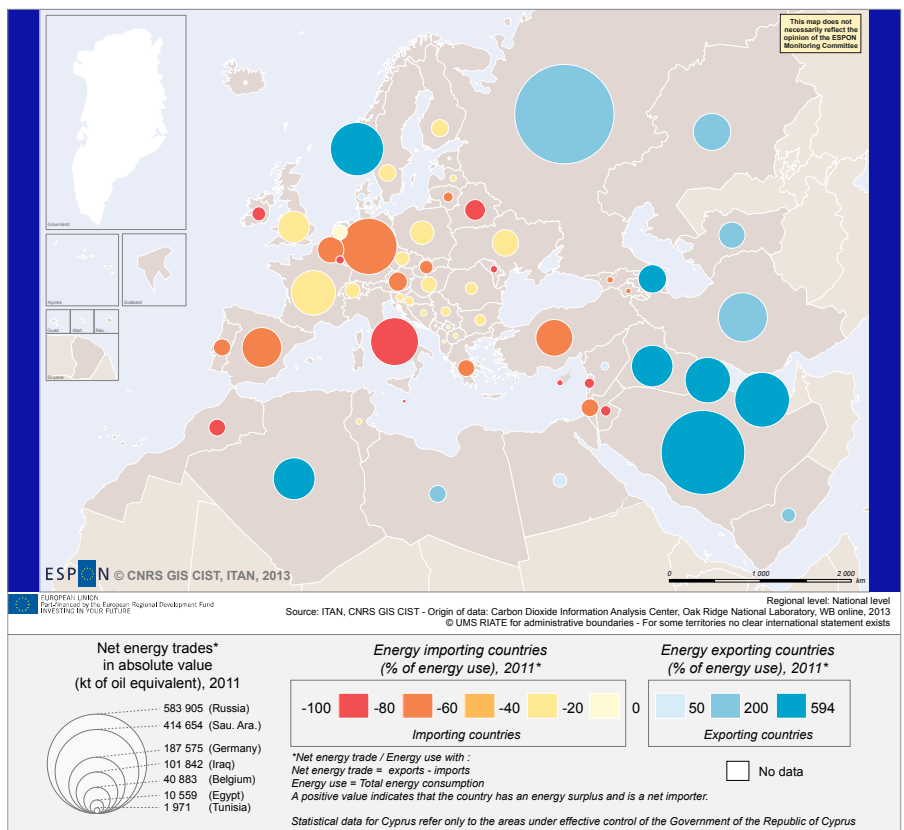 This map does not
necessarily reflect the
opinion of the ESPON
Monitoring Committee
Greenland
Açores
Svalbard
Guad.
Mart.
Réu.
Guyane
ESPON © CNRS GIS CIST, ITAN, 2013
0 1 000 2 000
km
EUROPEAN UNION
Part-financed by the European Regional Development Fund
INVESTING IN YOUR FUTURE
Regional level: National level
Source: ITAN, CNRS GIS CIST - Origin of data: Carbon Dioxide Information Analysis Center, Oak Ridge National Laboratory, WB online, 2013
© UMS RIATE for administrative boundaries - For some territories no clear international statement exists
Net energy trades*
in absolute value
(kt of oil equivalent), 2011
583 905 (Russia)
414 654 (Sau. Ara.)
187 575 (Germany)
101 842 (Iraq)
40 883 (Belgium)
10 559 (Egypt)
1 971 (Tunisia)
Energy importing countries
(% of energy use), 2011*
-100 -80 -60 -40 -20 0
Importing countries
Energy exporting countries
(% of energy use), 2011*
50 200 594
Exporting countries
*Net energy trade / Energy use with :
Net energy trade = exports - imports
Energy use = Total energy consumption
A positive value indicates that the country has an energy surplus and is a net importer.
No data
Statistical data for Cyprus refer only to the areas under effective control of the Government of the Republic of Cyprus